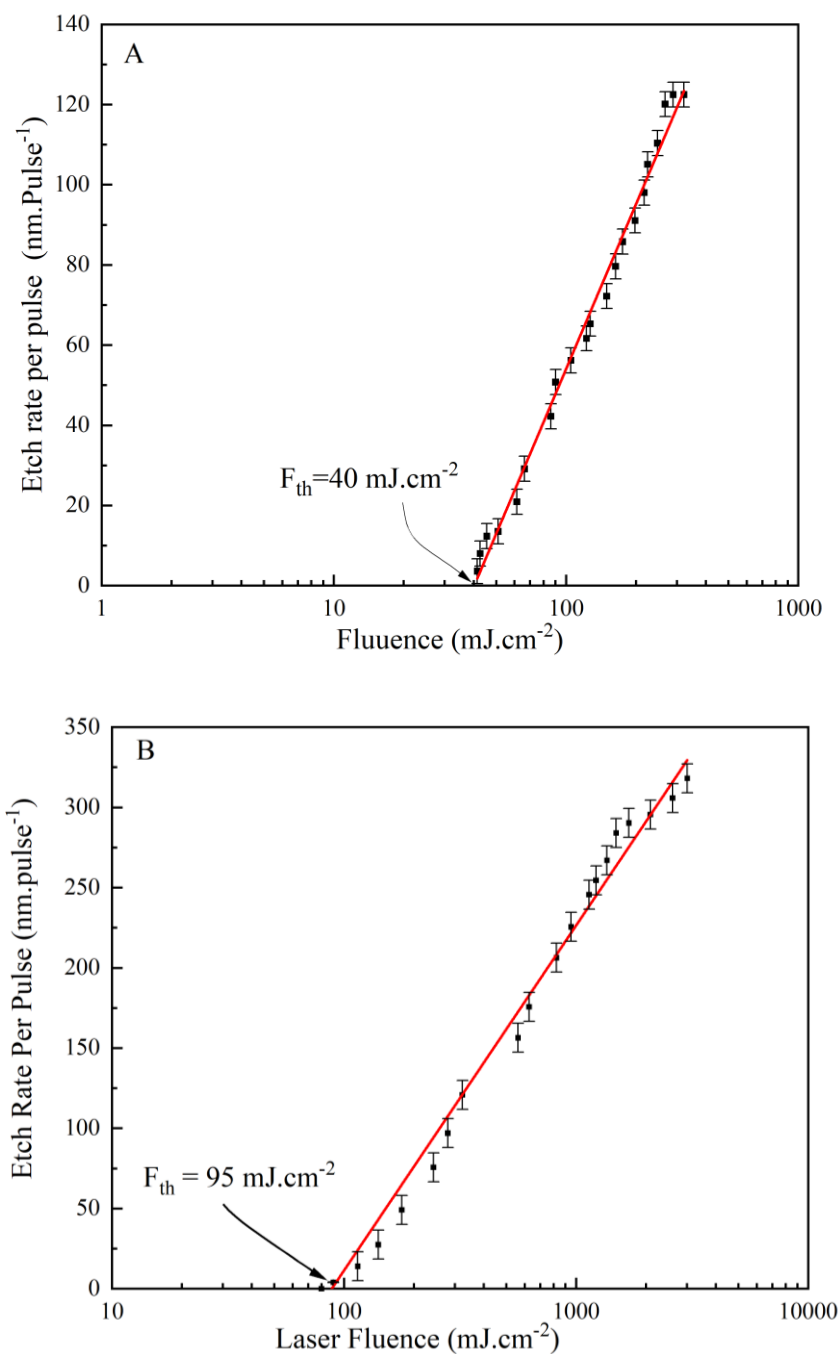 A
Etch rate per pulse (nm.Pulse⁻¹)
140
120
100
80
60
40
20
0
Fₜₕ=40 mJ.cm⁻²
1 10 100 1000
Fluuence (mJ.cm⁻²)
B
Etch Rate Per Pulse (nm.pulse⁻¹)
350
300
250
200
150
100
50
0
Fₜₕ = 95 mJ.cm⁻²
10 100 1000 10000
Laser Fluence (mJ.cm⁻²)